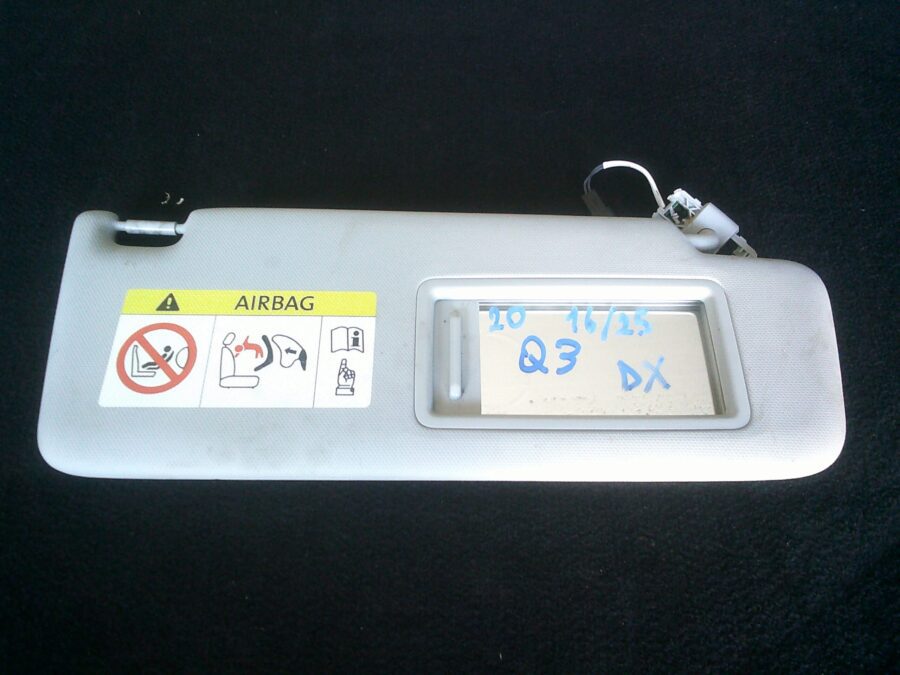 AIRBAG
20 16/25
Q3
DX